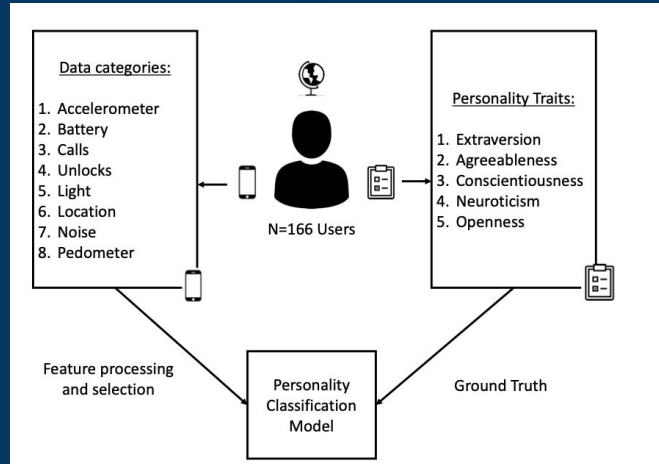 Data categories:
1. Accelerometer
2. Battery
3. Calls
4. Unlocks
5. Light
6. Location
7. Noise
8. Pedometer
N=166 Users
Personality Traits:
1. Extraversion
2. Agreeableness
3. Conscientiousness
4. Neuroticism
5. Openness
Feature processing
and selection
Personality
Classification
Model
Ground Truth